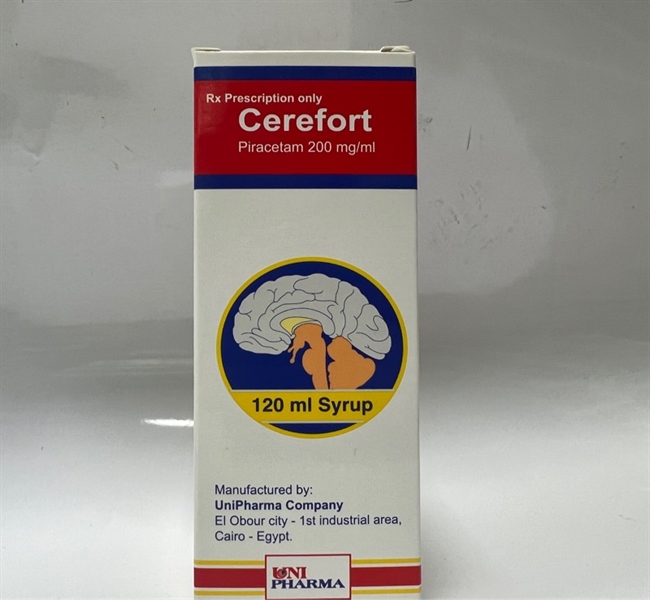 Rx Prescription only
Cerefort
Piracetam 200 mg/ml
120 ml Syrup
Manufactured by:
UniPharma Company
El Obour city - 1st industrial area,
Cairo - Egypt.
UNI
PHARMA